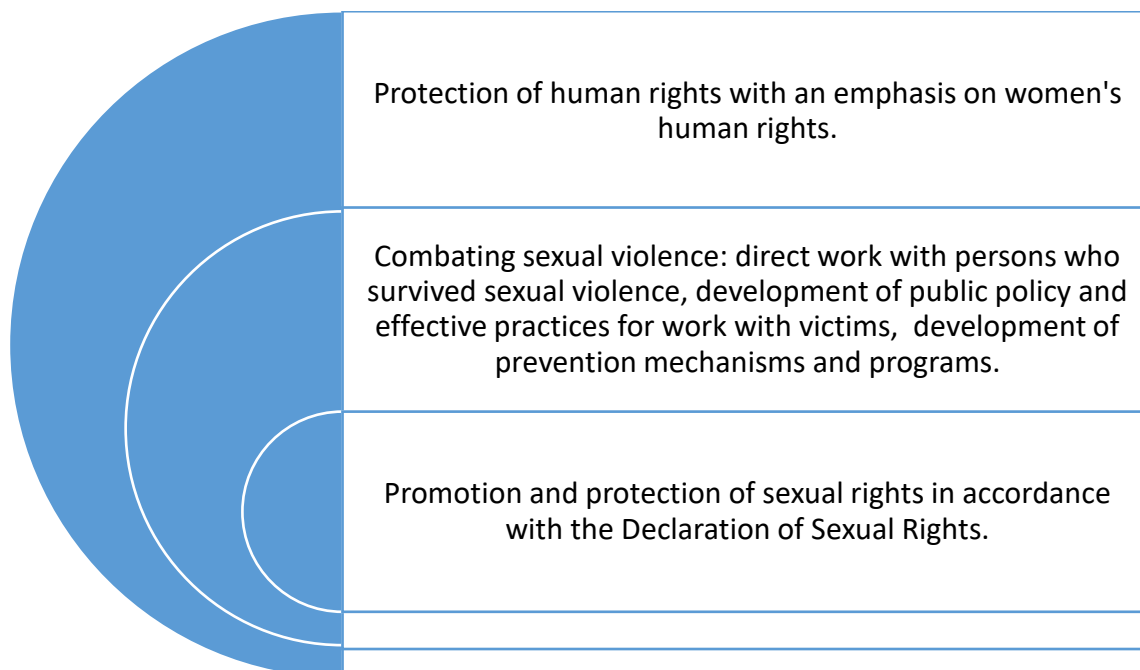 Protection of human rights with an emphasis on women's
human rights.
Combating sexual violence: direct work with persons who
survived sexual violence, development of public policy and
effective practices for work with victims,  development of
prevention mechanisms and programs.
Promotion and protection of sexual rights in accordance
with the Declaration of Sexual Rights.